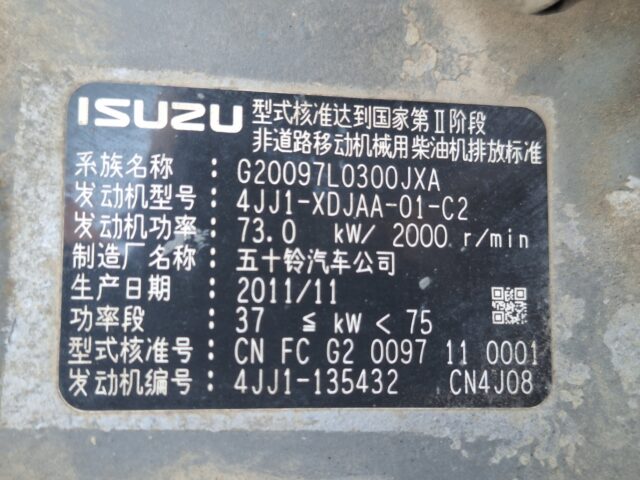 ISUZU 型式核准达到国家第Ⅱ阶段
非道路移动机械用柴油机排放标准
系族名称：G20097L0300JXA
发动机型号：4JJ1-XDJAA-01-C2
发动机功率：73.0 kW/ 2000 r/min
制造厂名称：五十铃汽车公司
生产日期：2011/11
功率段：37 ≦ kW < 75
型式核准号：CN FC G2 0097 11 0001
发动机编号：4JJ1-135432 CN4J08